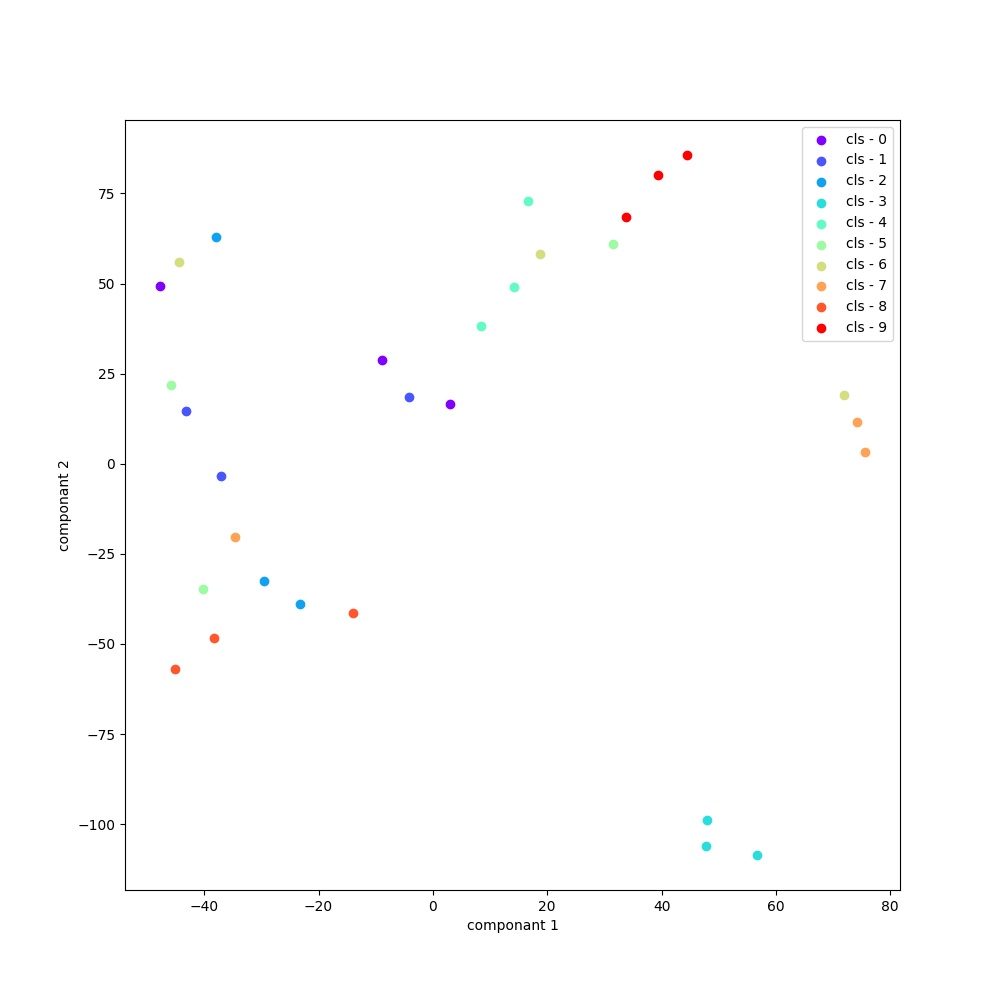 cls - 0
cls - 1
cls - 2
cls - 3
cls - 4
cls - 5
cls - 6
cls - 7
cls - 8
cls - 9
75
50
25
0
−25
−50
−75
−100
componant 2
−40
−20
0
20
40
60
80
componant 1